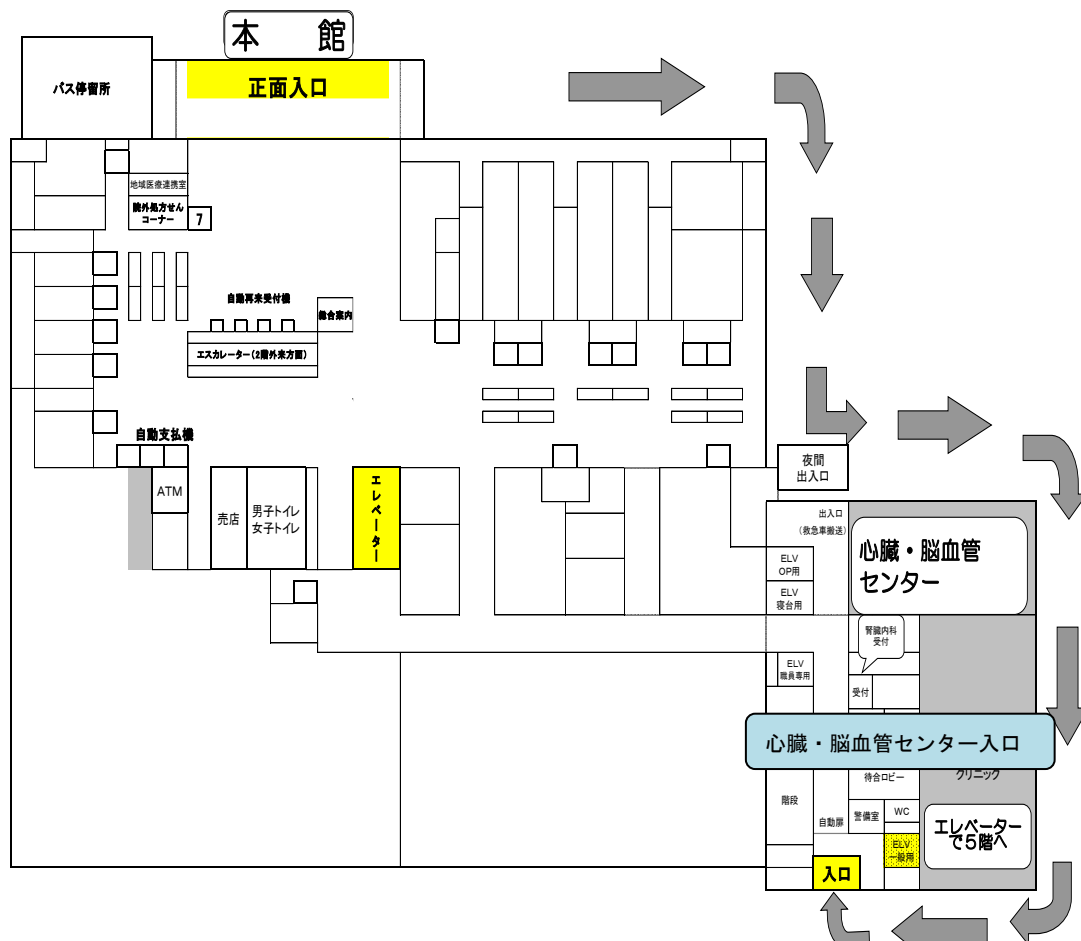 本　館
正面入口
バス停留所
地域医療連携室
院外処方せん
コーナー
7
自動再来受付機
総合案内
エスカレーター(2階外来方面)
自動支払機
ATM
売店
男子トイレ
女子トイレ
エレベーター
夜間
出入口
出入口
(救急車搬送)
心臓・脳血管
センター
ELV
OP用
ELV
寝台用
腎臓内科
受付
ELV
職員専用
受付
心臓・脳血管センター入口
待合ロビー
クリニック
階段
自動扉
警備室
WC
エレベーター
で5階へ
ELV
一般用
入口